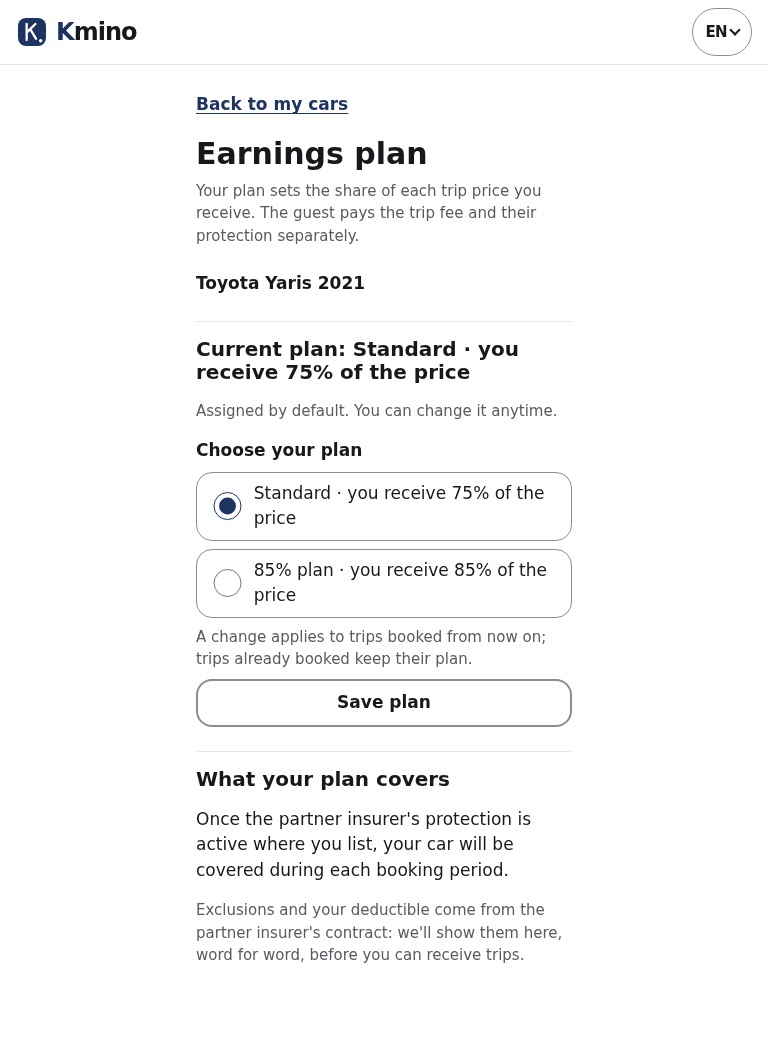 K. Kmino
EN
Back to my cars
Earnings plan
Your plan sets the share of each trip price you
receive. The guest pays the trip fee and their
protection separately.
Toyota Yaris 2021
Current plan: Standard · you
receive 75% of the price
Assigned by default. You can change it anytime.
Choose your plan
Standard · you receive 75% of the
price
85% plan · you receive 85% of the
price
A change applies to trips booked from now on;
trips already booked keep their plan.
Save plan
What your plan covers
Once the partner insurer's protection is
active where you list, your car will be
covered during each booking period.
Exclusions and your deductible come from the
partner insurer's contract: we'll show them here,
word for word, before you can receive trips.